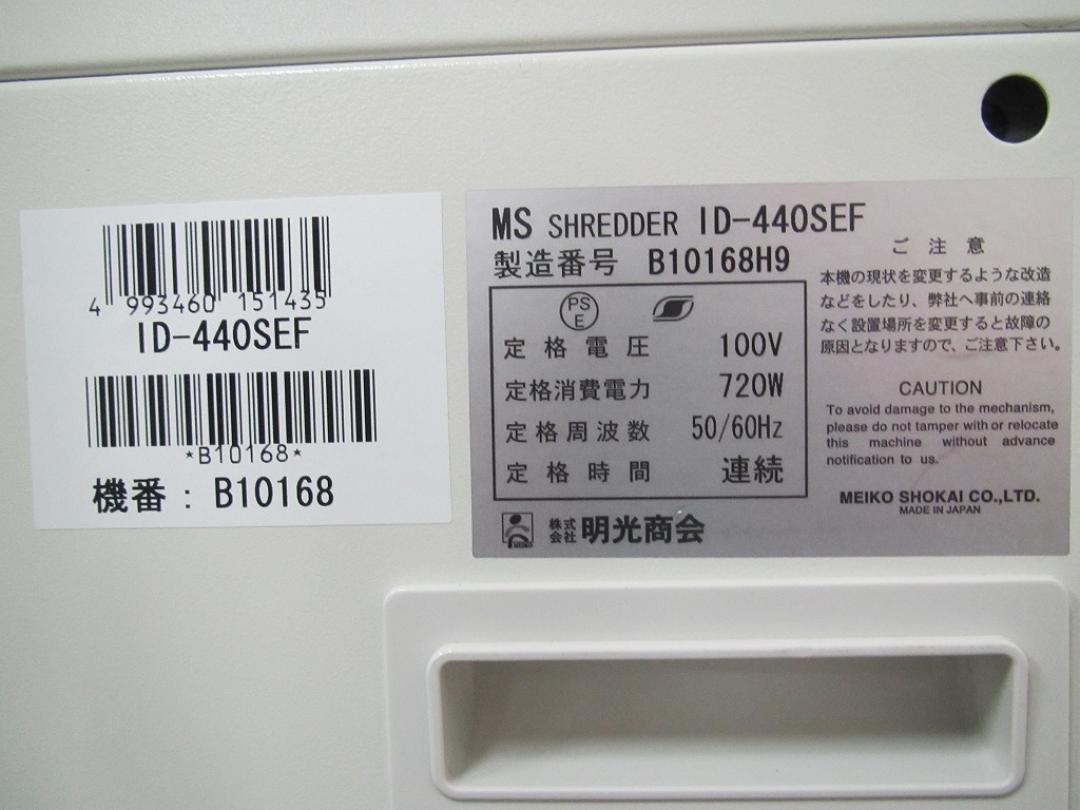 4 993460 151435
ID-440SEF
*B10168*
機番：B10168
MS SHREDDER ID-440SEF
製造番号 B10168H9
PS
E
定格電圧 100V
定格消費電力 720W
定格周波数 50/60Hz
定格時間 連続
株式
会社 明光商会
ご注意
本機の現状を変更するような改造
などをしたり、弊社へ事前の連絡
なく設置場所を変更すると故障の
原因となりますので、ご注意下さい。
CAUTION
To avoid damage to the mechanism,
please do not tamper with or relocate
this machine without advance
notification to us.
MEIKO SHOKAI CO.,LTD.
MADE IN JAPAN